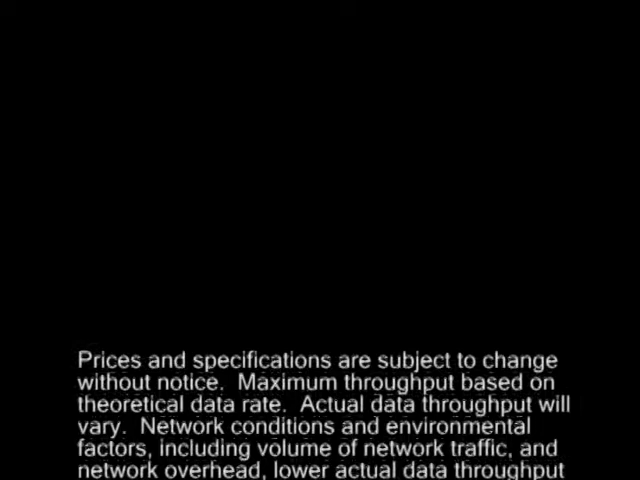 Prices and specifications are subject to change
without notice.  Maximum throughput based on
theoretical data rate.  Actual data throughput will
vary.  Network conditions and environmental
factors, including volume of network traffic, and
network overhead, lower actual data throughput